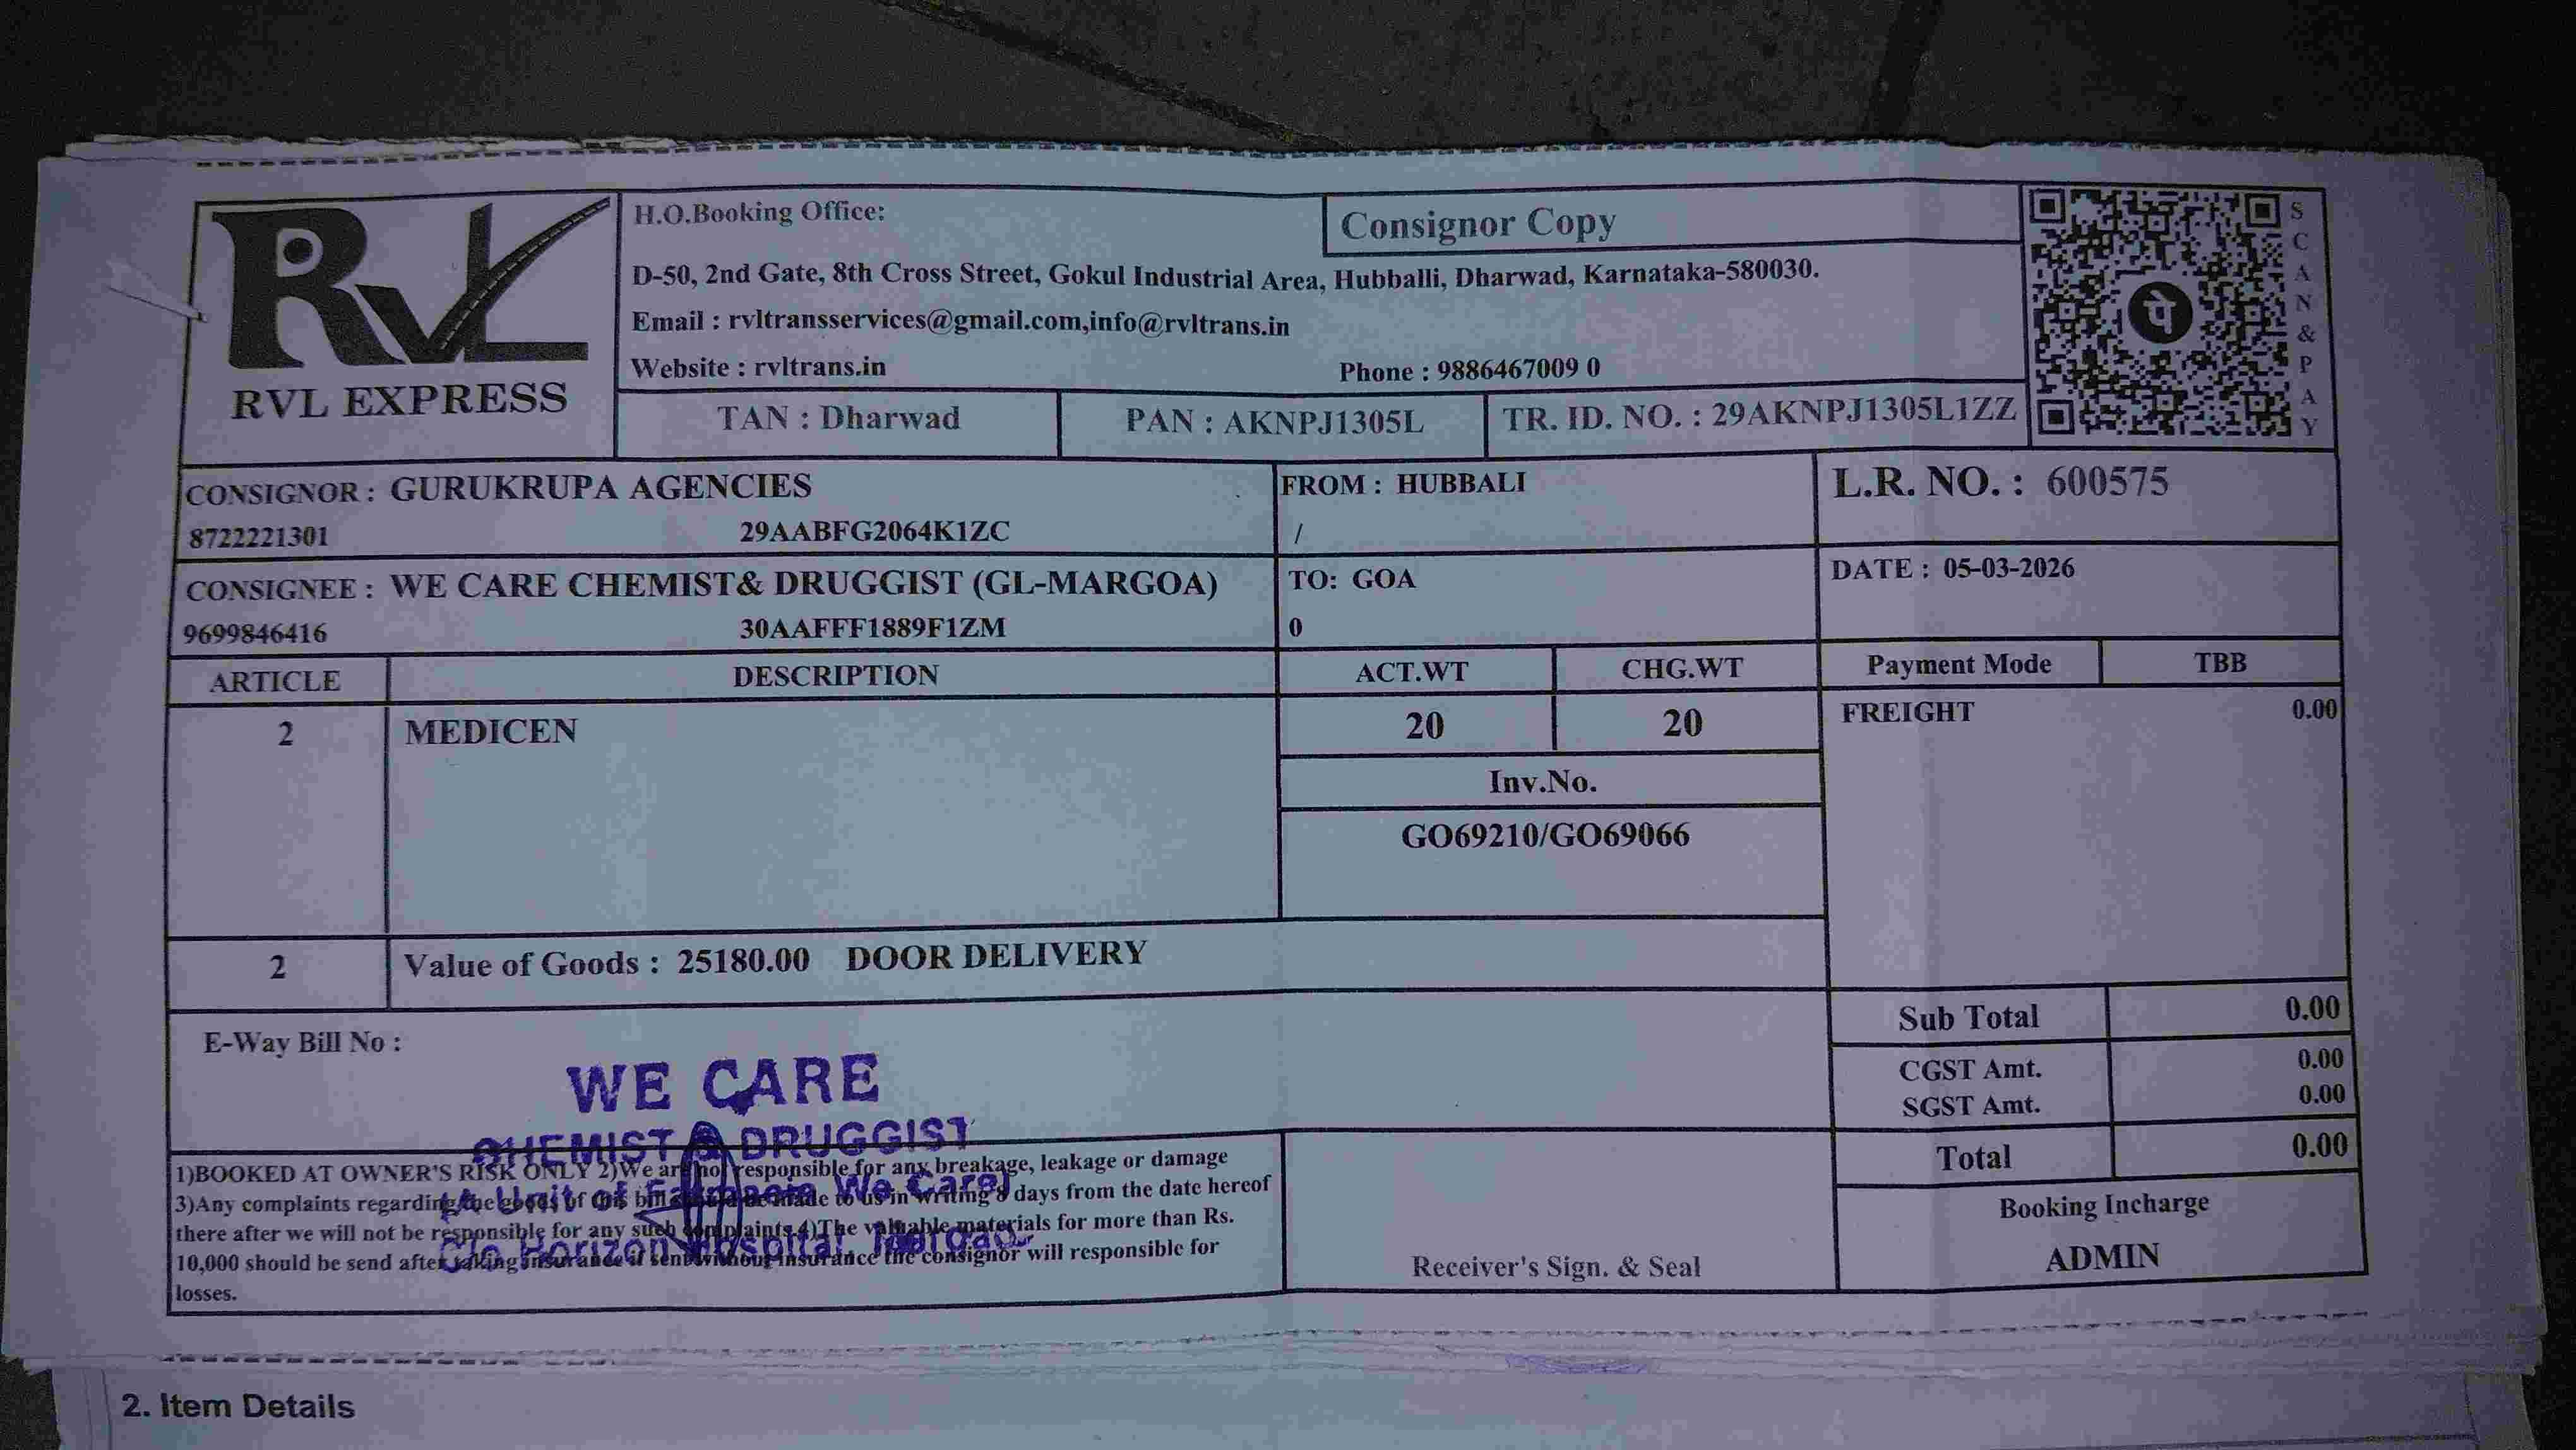 RVL
RVL EXPRESS
H.O.Booking Office:
Consignor Copy
D-50, 2nd Gate, 8th Cross Street, Gokul Industrial Area, Hubballi, Dharwad, Karnataka-580030.
Email : rvltransservices@gmail.com,info@rvltrans.in
Website : rvltrans.in
Phone : 9886467009 0
TAN : Dharwad
PAN : AKNPJ1305L
TR. ID. NO. : 29AKNPJ1305L1ZZ
पे
SCAN&PAY
CONSIGNOR : GURUKRUPA AGENCIES
8722221301 29AABFG2064K1ZC
FROM : HUBBALI
/
L.R. NO. : 600575
CONSIGNEE : WE CARE CHEMIST& DRUGGIST (GL-MARGOA)
9699846416 30AAFFF1889F1ZM
TO: GOA
0
DATE : 05-03-2026
ARTICLE DESCRIPTION ACT.WT CHG.WT Payment Mode TBB
2 MEDICEN 20 20 FREIGHT 0.00
Inv.No.
GO69210/GO69066
2 Value of Goods : 25180.00 DOOR DELIVERY
E-Way Bill No :
Sub Total 0.00
CGST Amt. 0.00
SGST Amt. 0.00
Total 0.00
WE CARE
CHEMIST & DRUGGIST
Unit of We Care
C/o Horizon Hospital, Margao
1)BOOKED AT OWNER'S RISK ONLY 2)We are not responsible for any breakage, leakage or damage
3)Any complaints regarding the goods of this bill should be made to us in writing 8 days from the date hereof
there after we will not be responsible for any such complaints.4)The valuable materials for more than Rs.
10,000 should be send after taking insurance if sent without insurance the consignor will responsible for
losses.
Receiver's Sign. & Seal
Booking Incharge
ADMIN
2. Item Details